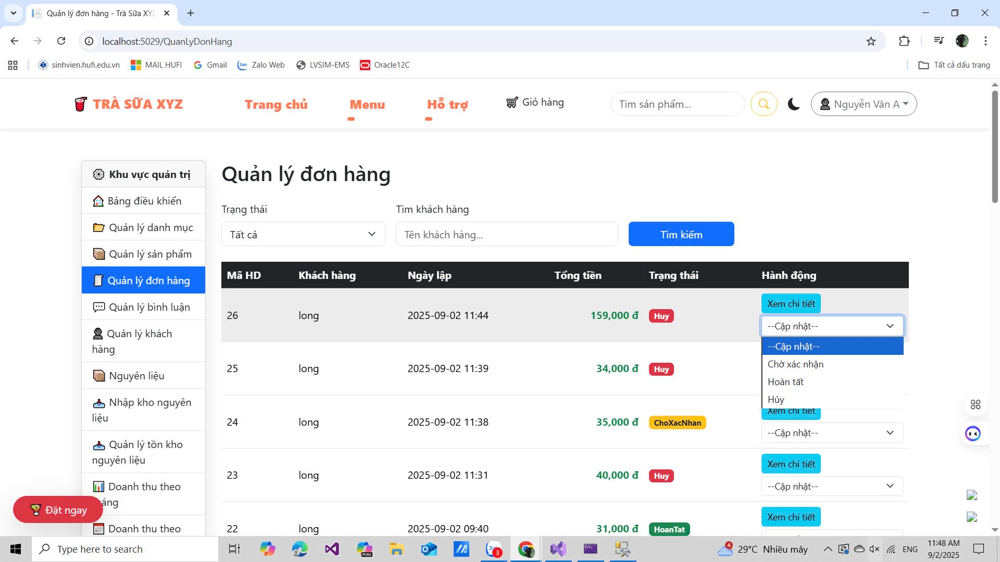 Quản lý đơn hàng - Trà Sữa XYZ
localhost:5029/QuanLyDonHang
sinhvien.hufi.edu.vn
MAIL HUFI
Gmail
Zalo Web
LVSIM-EMS
Oracle12C
Tất cả dấu trang
TRÀ SỮA XYZ
Trang chủ
Menu
Hỗ trợ
Giỏ hàng
Tìm sản phẩm...
Nguyễn Văn A
Khu vực quản trị
Bảng điều khiển
Quản lý danh mục
Quản lý sản phẩm
Quản lý đơn hàng
Quản lý bình luận
Quản lý khách
hàng
Nguyên liệu
Nhập kho nguyên
liệu
Quản lý tồn kho
nguyên liệu
Doanh thu theo
áng
Doanh thu theo
Đặt ngay
Quản lý đơn hàng
Trạng thái
Tìm khách hàng
Tất cả
Tên khách hàng...
Tìm kiếm
Mã HD Khách hàng Ngày lập Tổng tiền Trạng thái Hành động
26 long 2025-09-02 11:44 159,000 đ Huy Xem chi tiết
--Cập nhật--
--Cập nhật--
Chờ xác nhận
Hoàn tất
Hủy
25 long 2025-09-02 11:39 34,000 đ Huy
24 long 2025-09-02 11:38 35,000 đ ChoXacNhan Xem chi tiết
--Cập nhật--
23 long 2025-09-02 11:31 40,000 đ Huy Xem chi tiết
--Cập nhật--
22 long 2025-09-02 09:40 31,000 đ HoanTat Xem chi tiết
Type here to search
M365
Zalo
3
4
29°C Nhiều mây
ENG
11:48 AM
9/2/2025